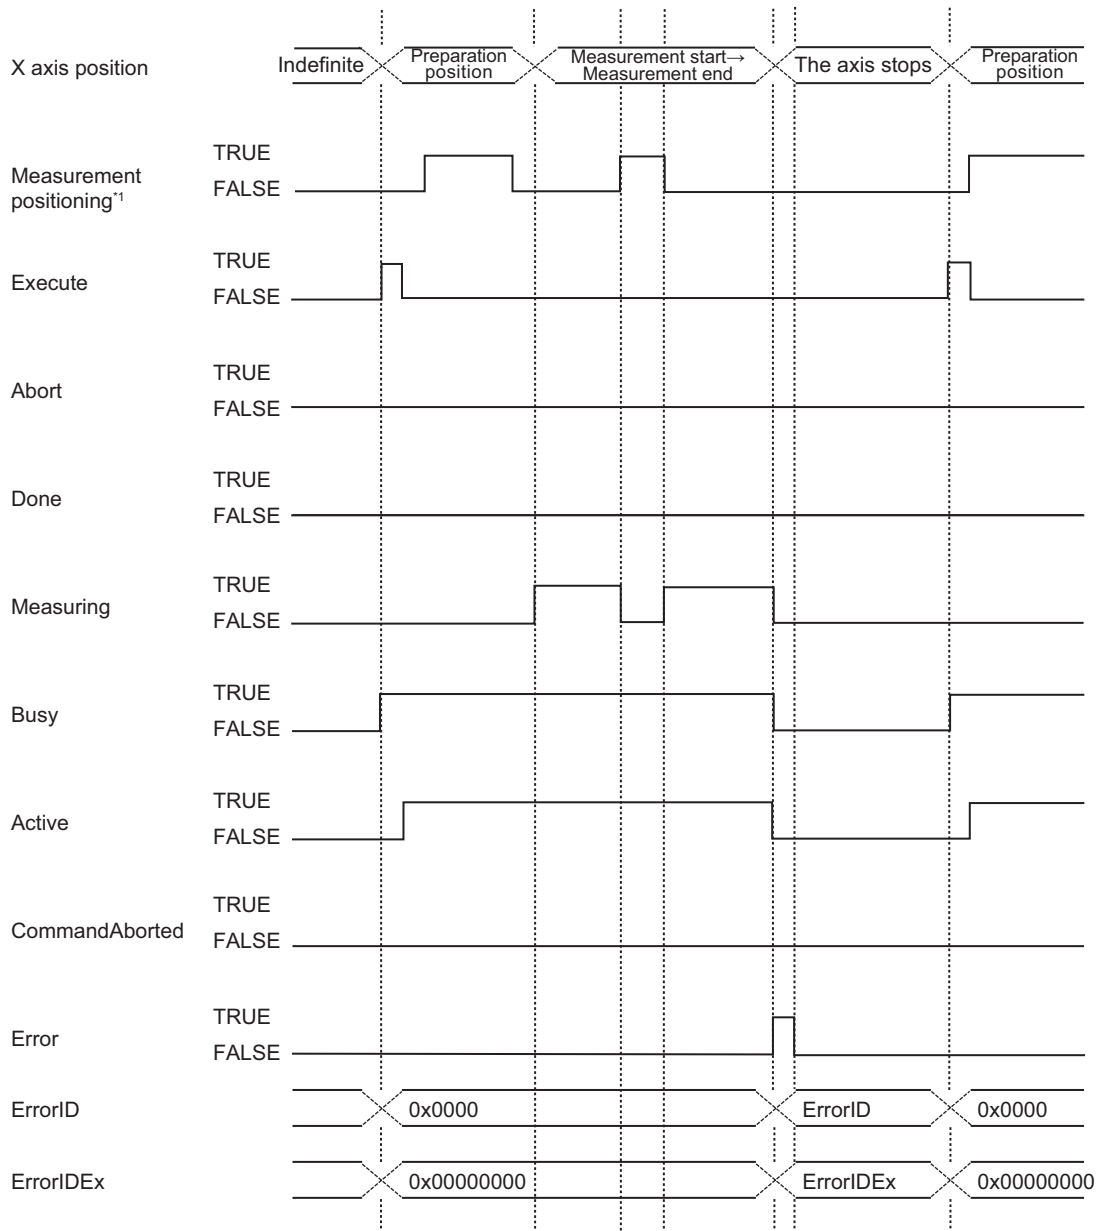 X axis position
Indefinite
Preparation
position
Measurement start→
Measurement end
The axis stops
Preparation
position
Measurement
positioning*1
TRUE
FALSE
Execute
TRUE
FALSE
Abort
TRUE
FALSE
Done
TRUE
FALSE
Measuring
TRUE
FALSE
Busy
TRUE
FALSE
Active
TRUE
FALSE
CommandAborted
TRUE
FALSE
Error
TRUE
FALSE
ErrorID
0x0000
ErrorID
0x0000
ErrorIDEx
0x00000000
ErrorIDEx
0x00000000